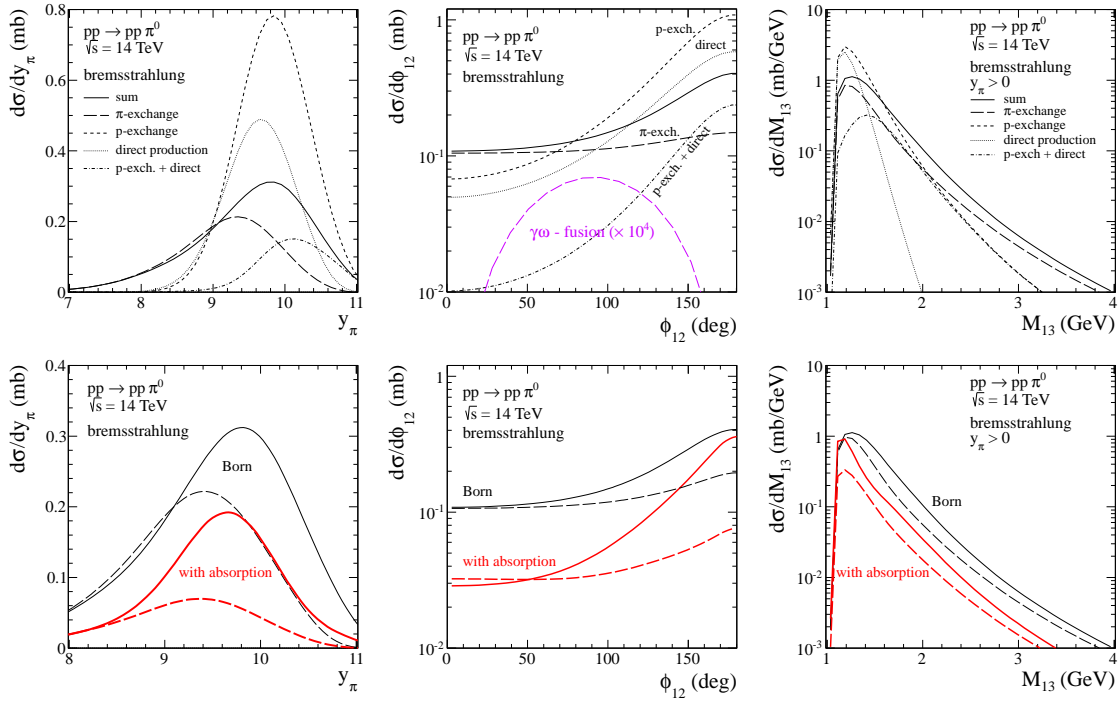 dσ/dy_π (mb)
0.8
0.6
0.4
0.2
0
pp → pp π⁰
√s = 14 TeV
bremsstrahlung
sum
π-exchange
p-exchange
direct production
p-exch. + direct
7 8 9 10 11
y_π
dσ/dϕ₁₂ (mb)
1
10⁻¹
10⁻²
pp → pp π⁰
√s = 14 TeV
bremsstrahlung
p-exch.
direct
π-exch.
p-exch. + direct
γω - fusion (× 10⁴)
0 50 100 150
ϕ₁₂ (deg)
dσ/dM₁₃ (mb/GeV)
10
1
10⁻¹
10⁻²
10⁻³
pp → pp π⁰
√s = 14 TeV
bremsstrahlung
y_π > 0
sum
π-exchange
p-exchange
direct production
p-exch + direct
1 2 3 4
M₁₃ (GeV)
dσ/dy_π (mb)
0.4
0.3
0.2
0.1
0
pp → pp π⁰
√s = 14 TeV
bremsstrahlung
Born
with absorption
8 9 10 11
y_π
dσ/dϕ₁₂ (mb)
1
10⁻¹
10⁻²
pp → pp π⁰
√s = 14 TeV
bremsstrahlung
Born
with absorption
0 50 100 150
ϕ₁₂ (deg)
dσ/dM₁₃ (mb/GeV)
10
1
10⁻¹
10⁻²
10⁻³
pp → pp π⁰
√s = 14 TeV
bremsstrahlung
y_π > 0
Born
with absorption
1 2 3 4
M₁₃ (GeV)